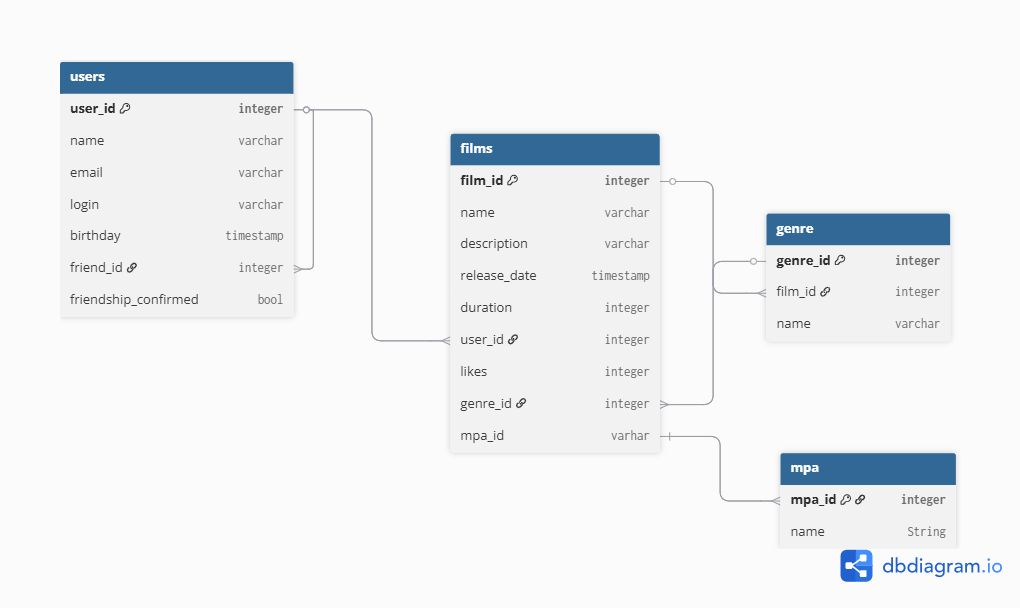 users
user_id integer
name varchar
email varchar
login varchar
birthday timestamp
friend_id integer
friendship_confirmed bool
films
film_id integer
name varchar
description varchar
release_date timestamp
duration integer
user_id integer
likes integer
genre_id integer
mpa_id varhar
genre
genre_id integer
film_id integer
name varchar
mpa
mpa_id integer
name String
dbdiagram.io